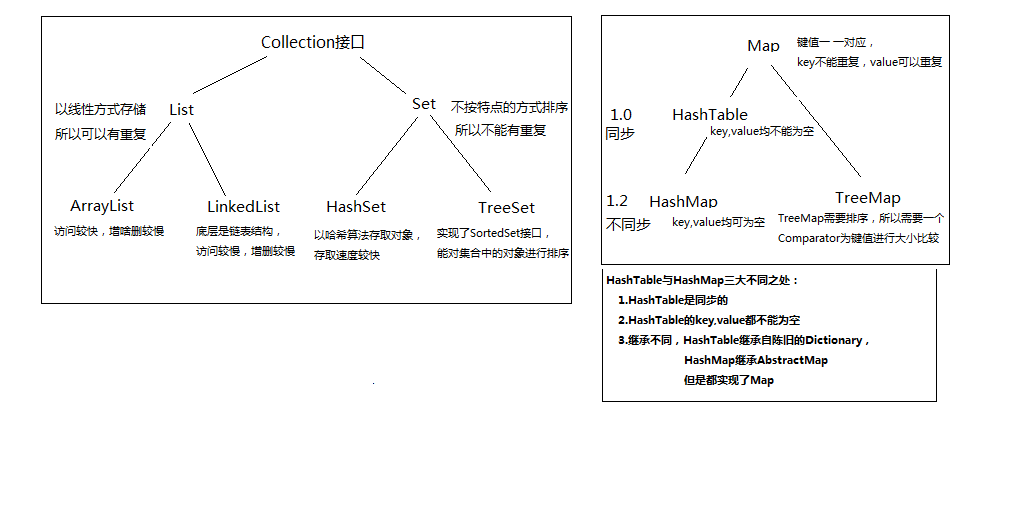 Collection接口
以线性方式存储
所以可以有重复
List
Set
不按特点的方式排序
所以不能有重复
ArrayList
访问较快，增啥删较慢
LinkedList
底层是链表结构，
访问较慢，增删较慢
HashSet
以哈希算法存取对象，
存取速度较快
TreeSet
实现了SortedSet接口，
能对集合中的对象进行排序
Map
键值一 一对应，
key不能重复，value可以重复
1.0
同步
HashTable
key,value均不能为空
1.2
不同步
HashMap
key,value均可为空
TreeMap
TreeMap需要排序，所以需要一个
Comparator为键值进行大小比较
HashTable与HashMap三大不同之处：
1.HashTable是同步的
2.HashTable的key,value都不能为空
3.继承不同，HashTable继承自陈旧的Dictionary，
HashMap继承AbstractMap
但是都实现了Map